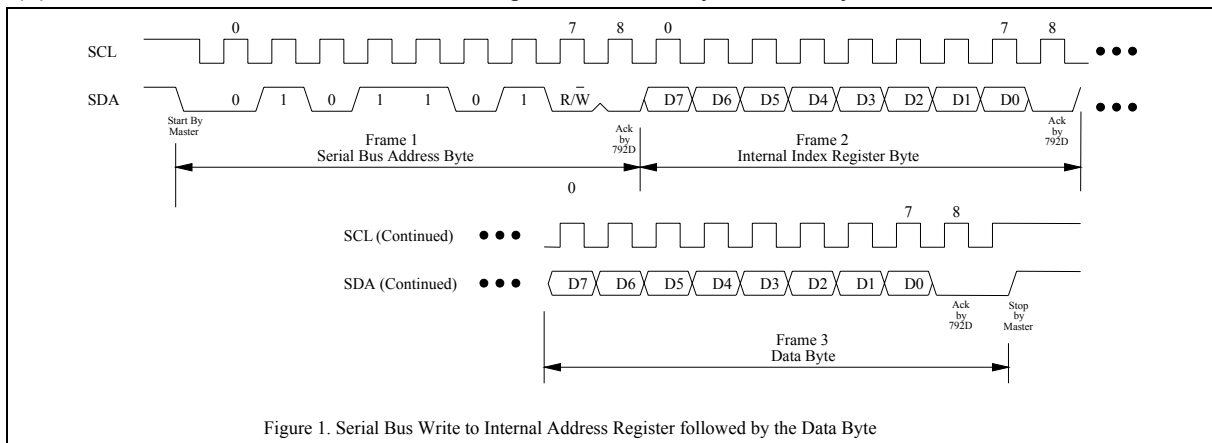 0 7 8 0 7 8
SCL
SDA 0 1 0 1 1 0 1 R/W̅ D7 D6 D5 D4 D3 D2 D1 D0
Start By
Master
Ack
by
792D
Ack
by
792D
Frame 1
Serial Bus Address Byte
Frame 2
Internal Index Register Byte
0
7 8
SCL (Continued)
SDA (Continued) D7 D6 D5 D4 D3 D2 D1 D0
Ack
by
792D
Stop
by
Master
Frame 3
Data Byte
Figure 1. Serial Bus Write to Internal Address Register followed by the Data Byte